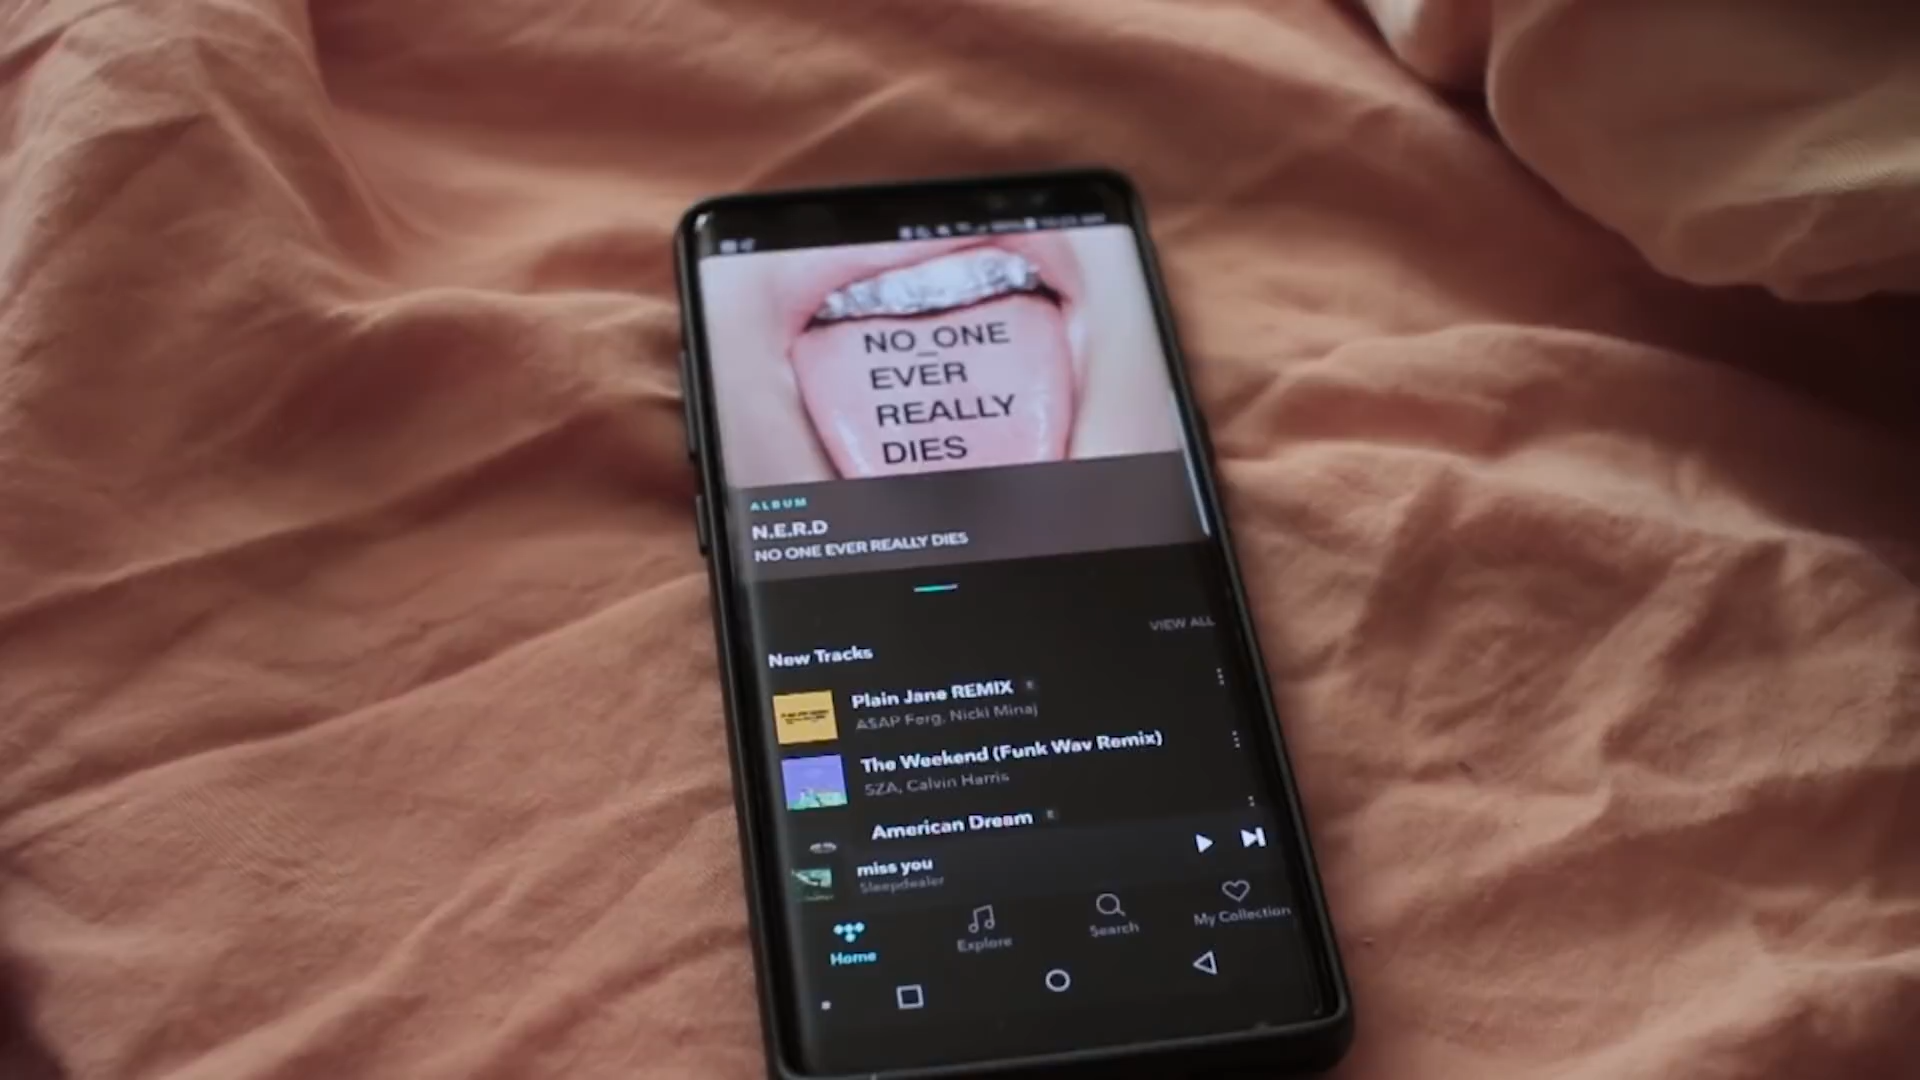 NO_ONE
EVER
REALLY
DIES
ALBUM
N.E.R.D
NO ONE EVER REALLY DIES
VIEW ALL
New Tracks
Plain Jane REMIX
A$AP Ferg, Nicki Minaj
The Weekend (Funk Wav Remix)
SZA, Calvin Harris
American Dream
miss you
Sleepdealer
Home
Explore
Search
My Collection